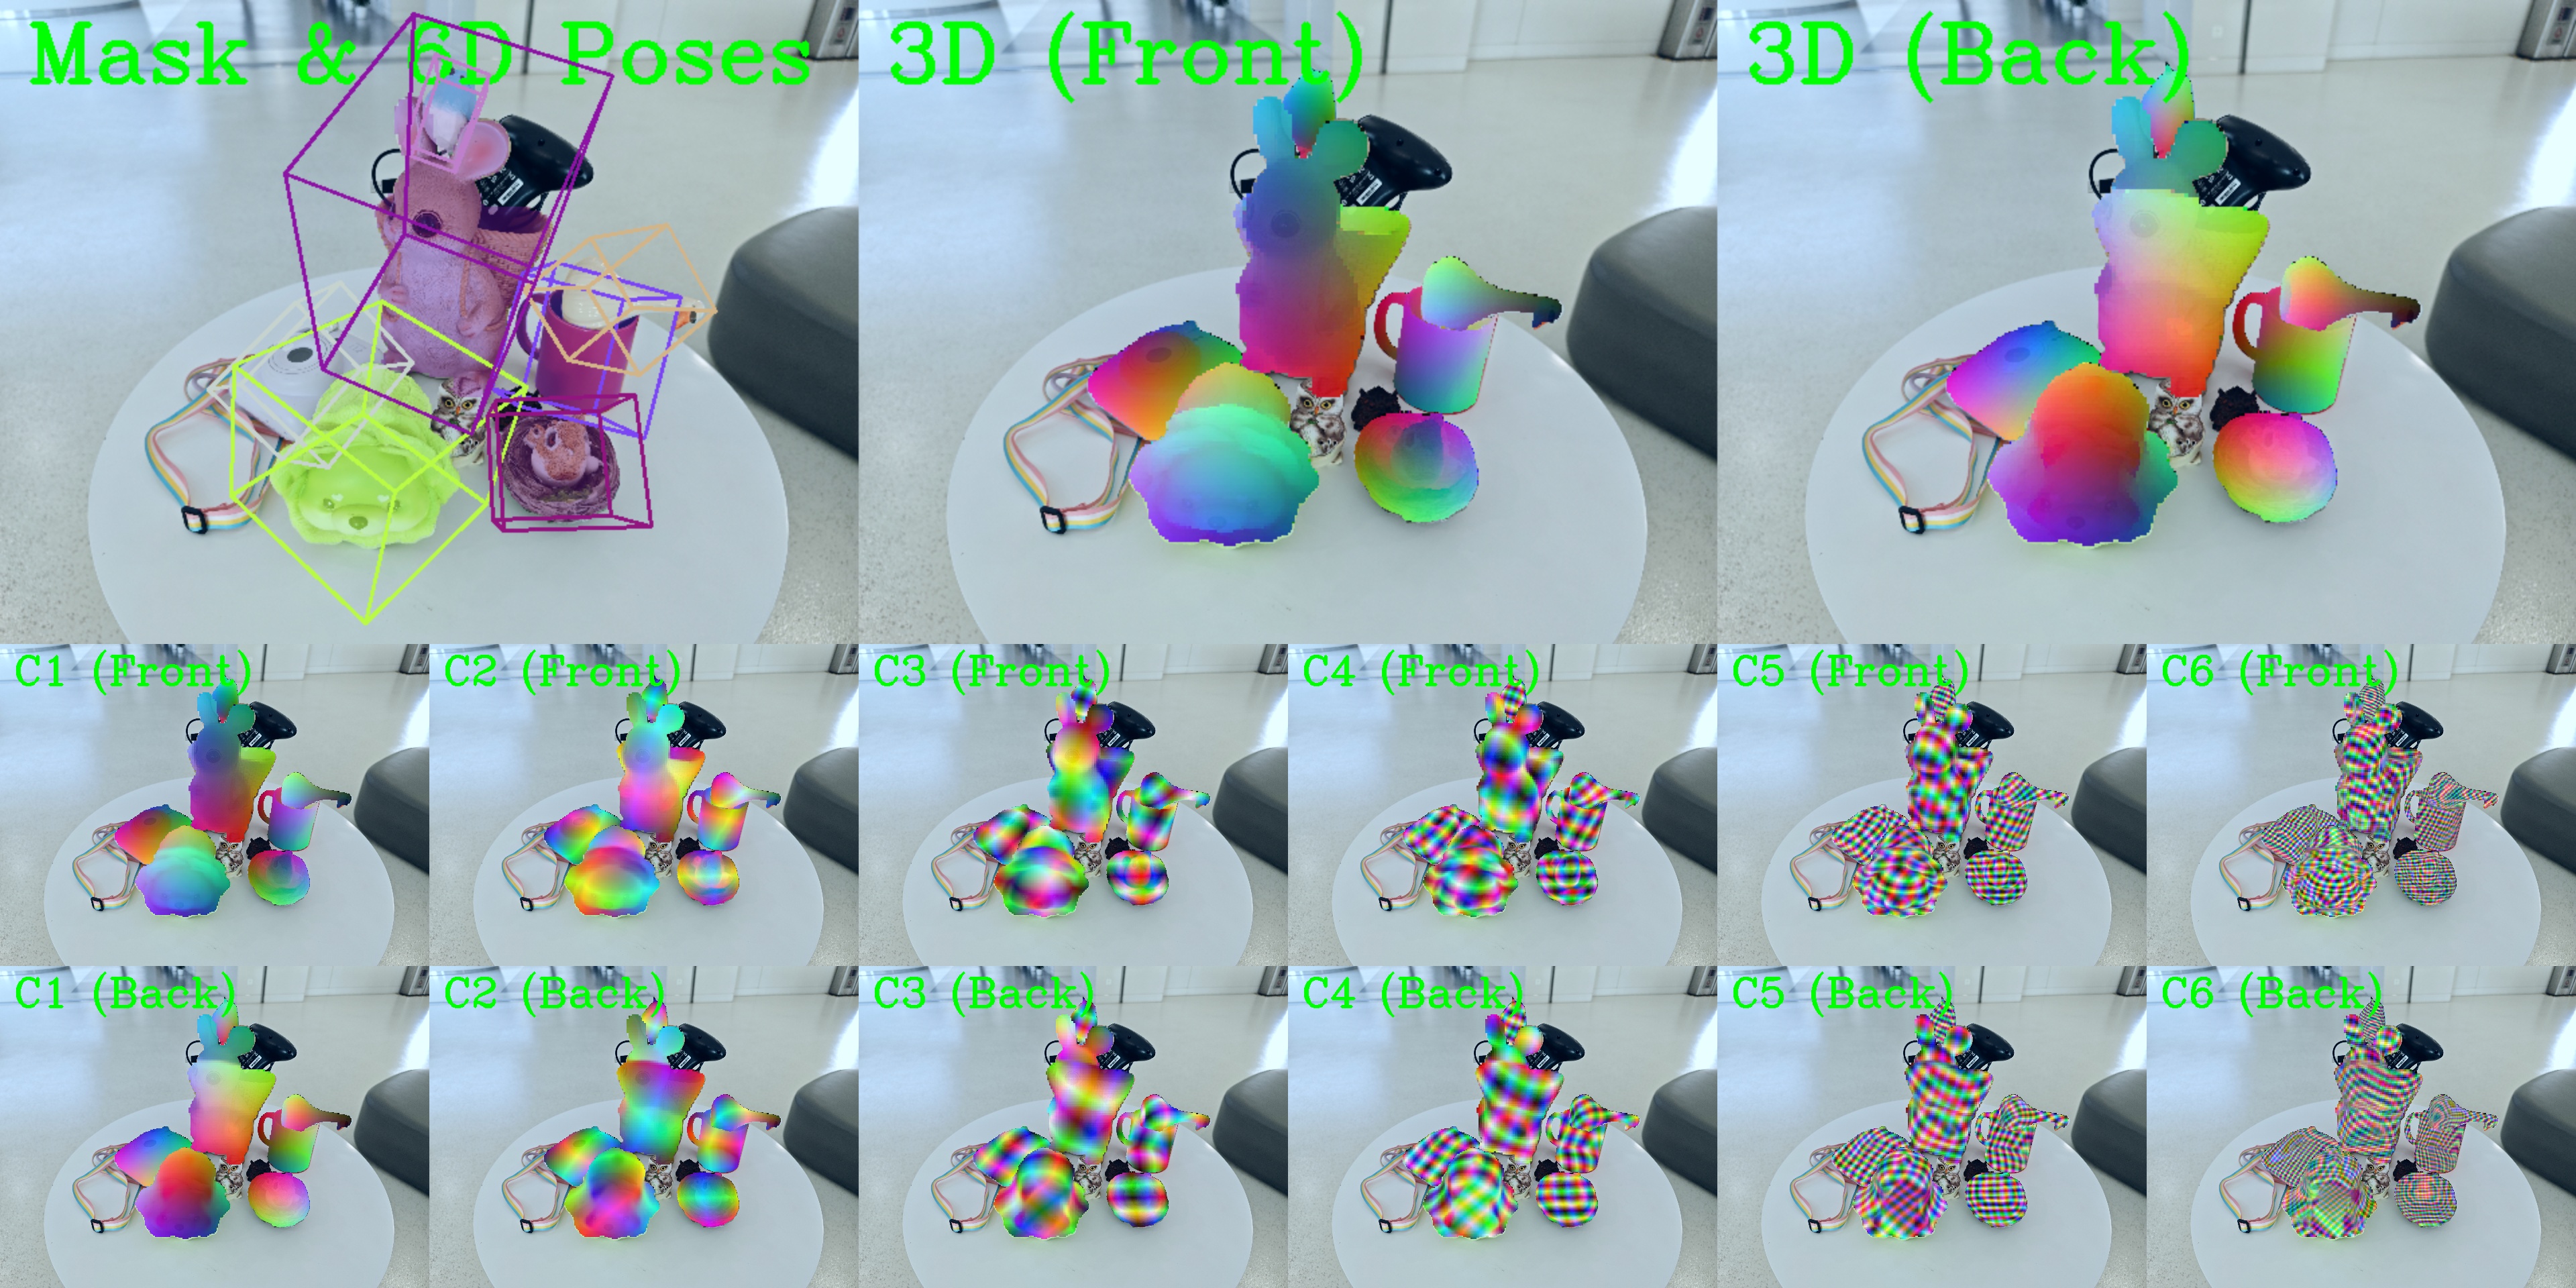 Mask & 6D Poses
3D (Front)
3D (Back)
C1 (Front)
C2 (Front)
C3 (Front)
C4 (Front)
C5 (Front)
C6 (Front)
C1 (Back)
C2 (Back)
C3 (Back)
C4 (Back)
C5 (Back)
C6 (Back)